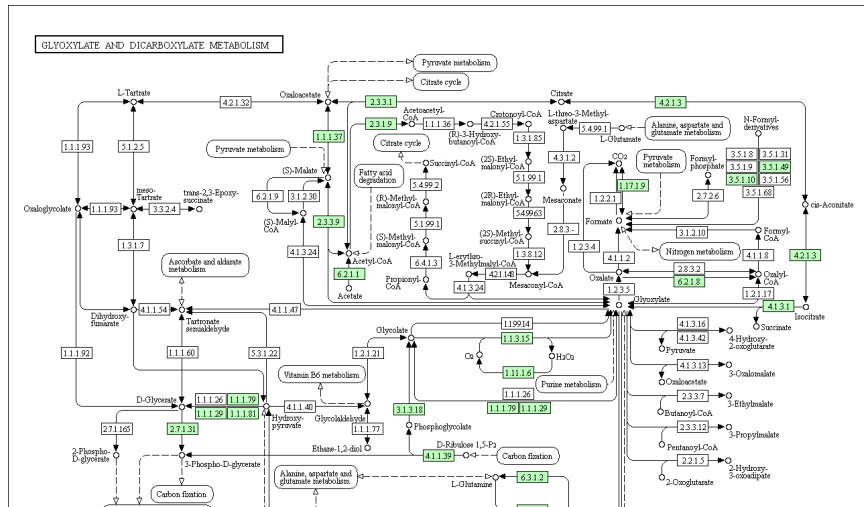 GLYOXYLATE AND DICARBOXYLATE METABOLISM
Pyruvate metabolism
Citrate cycle
L-Tartrate
4.2.1.32
Oxaloacetate
2.3.3.1
Citrate
4.2.1.3
Acetoacetyl-
CoA
2.3.1.9
1.1.1.36
Crotonyl-CoA
4.2.1.55
(R)-3-Hydroxy-
butanoyl-CoA
L-threo-3-Methyl-
aspartate
5.4.99.1
L-Glutamate
Alanine, aspartate and
glutamate metabolism
N-Formyl-
derivatives
1.1.1.93
5.1.2.5
1.1.1.37
Pyruvate metabolism
Citrate cycle
Succinyl-CoA
1.3.1.85
(2S)-Ethyl-
malonyl-CoA
4.3.1.2
CO2
Pyruvate
metabolism
Formyl-
phosphate
3.5.1.8
3.5.1.31
3.5.1.9
3.5.1.49
3.5.1.10
3.5.1.56
3.5.1.68
(S)-Malate
Fatty acid
degradation
5.4.99.2
5.1.99.1
1.17.1.9
1.2.2.1
2.7.2.6
meso-
Tartrate
trans-2,3-Epoxy-
succinate
6.2.1.9
3.1.2.30
(R)-Methyl-
malonyl-CoA
(2R)-Ethyl
malonyl-CoA
Mesaconate
Oxaloglycolate
1.1.1.93
3.3.2.4
(S)-Malyl-
CoA
2.3.3.9
5.1.99.1
5.4.99.63
2.8.3.-
Formate
cis-Aconitate
3.1.2.10
Formyl-
CoA
1.3.1.7
4.1.3.24
(S)-Methyl-
malonyl-CoA
(2S)-Methyl-
succinyl-CoA
1.2.3.4
Nitrogen metabolism
4.1.1.2
4.1.1.8
4.2.1.3
Ascorbate and aldarate
metabolism
Acetyl-CoA
6.4.1.3
1.3.8.12
L-erythro-
3-Methylmalyl-CoA
6.2.1.1
Acetate
Propionyl-
CoA
4.2.1.148
4.1.3.24
Mesaconyl-CoA
Oxalate
2.8.3.2
6.2.1.8
Oxalyl-
CoA
1.2.3.5
1.2.1.17
Glyoxylate
4.1.3.1
Isocitrate
Succinate
Dihydroxy-
fumarate
4.1.1.54
Tartronate
semialdehyde
4.1.1.47
Glycolate
1.1.99.14
1.1.3.15
O2
H2O2
1.11.1.6
4.1.3.16
4.1.3.42
4-Hydroxy-
2-oxoglutarate
Pyruvate
1.1.1.92
1.1.1.60
5.3.1.22
1.2.1.21
4.1.3.13
3-Oxalomalate
Oxaloacetate
Vitamin B6 metabolism
Purine metabolism
1.1.1.26
D-Glycerate
1.1.1.26
1.1.1.79
1.1.1.29
1.1.1.81
Hydroxy-
pyruvate
4.1.1.40
Glycolaldehyde
3.1.3.18
1.1.1.79
1.1.1.29
2.3.3.7
3-Ethylmalate
Butanoyl-CoA
2.7.1.165
2.7.1.31
1.1.1.77
Phosphoglycolate
2.3.3.12
3-Propylmalate
Pentanoyl-CoA
2-Phospho-
D-glycerate
3-Phospho-D-glycerate
Ethane-1,2-diol
4.1.1.39
D-Ribulose 1,5-P2
Carbon fixation
2.2.1.5
2-Hydroxy-
3-oxoadipate
2-Oxoglutarate
Carbon fixation
Alanine, aspartate and
glutamate metabolism
L-Glutamine
6.3.1.2